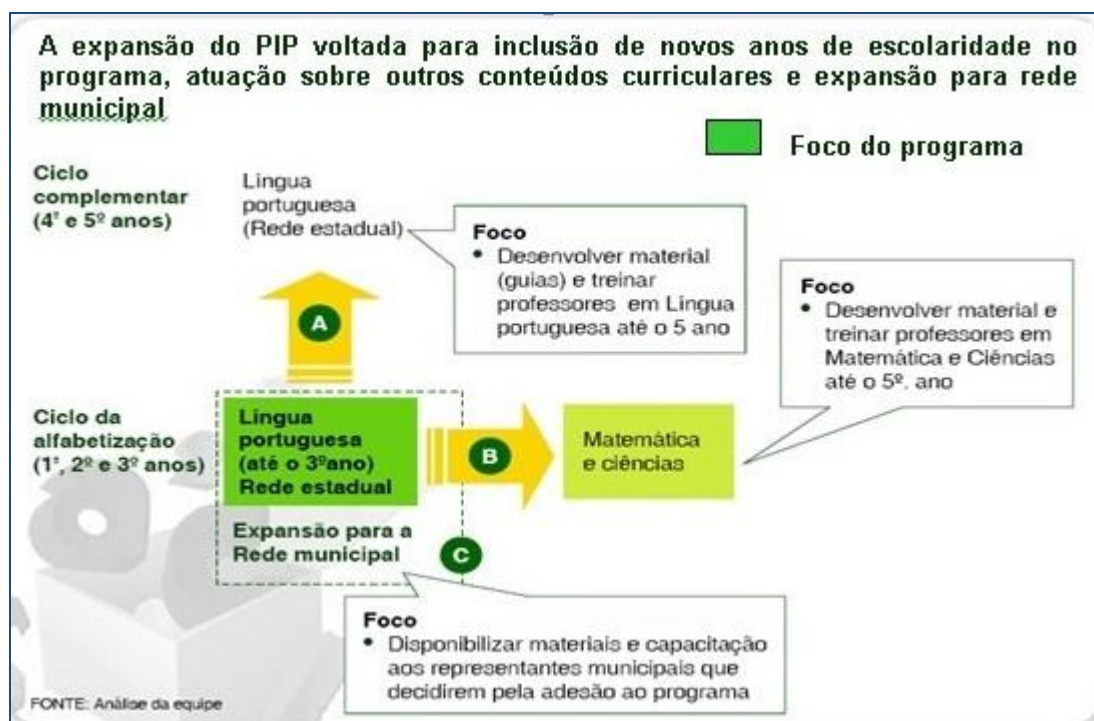 A expansão do PIP voltada para inclusão de novos anos de escolaridade no
programa, atuação sobre outros conteúdos curriculares e expansão para rede
municipal
Foco do programa
Ciclo
complementar
(4º e 5º anos)
Língua
portuguesa
(Rede estadual)
Foco
• Desenvolver material
(guias) e treinar
professores em Língua
portuguesa até o 5 ano
A
Foco
• Desenvolver material e
treinar professores em
Matemática e Ciências
até o 5º. ano
Ciclo da
alfabetização
(1º, 2º e 3º anos)
Língua
portuguesa
(até o 3ºano)
Rede estadual
B
Matemática
e ciências
Expansão para a
Rede municipal
C
Foco
• Disponibilizar materiais e capacitação
aos representantes municipais que
decidirem pela adesão ao programa
FONTE: Análise da equipe